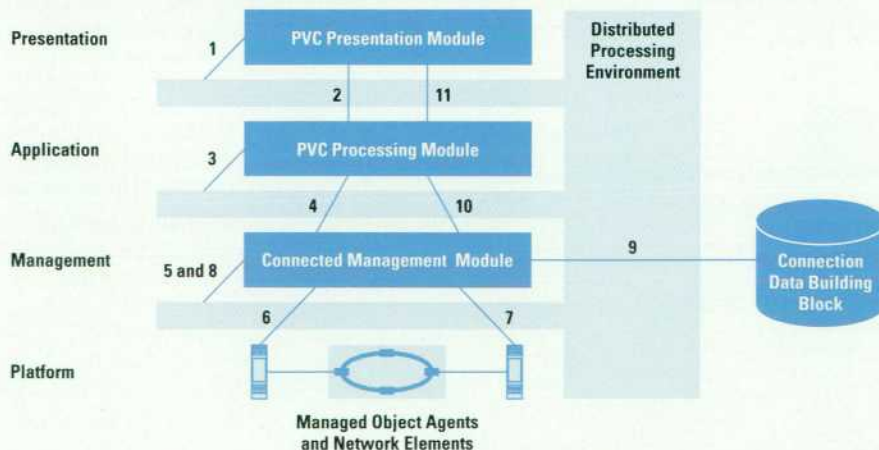 Presentation
1
PVC Presentation Module
Distributed
Processing
Environment
2
11
Application
3
PVC Processing Module
4
10
Management
5 and 8
Connected Management Module
9
Connection
Data Building
Block
6
7
Platform
Managed Object Agents
and Network Elements